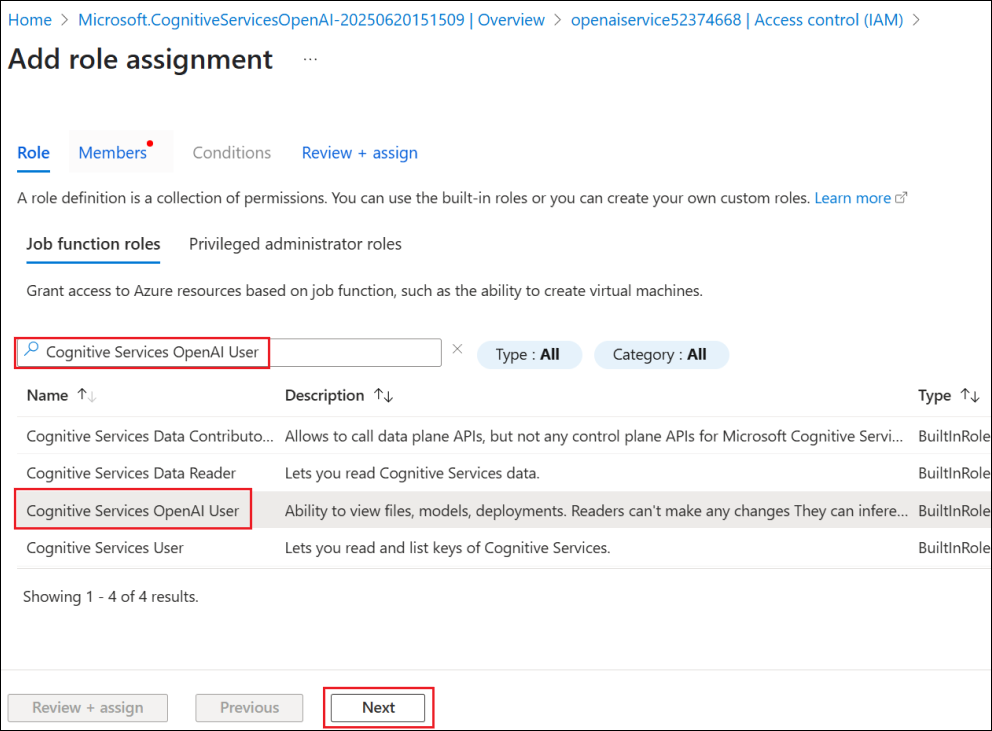 Home > Microsoft.CognitiveServicesOpenAI-20250620151509 | Overview > openaiservice52374668 | Access control (IAM) >
Add role assignment ...
Role Members Conditions Review + assign
A role definition is a collection of permissions. You can use the built-in roles or you can create your own custom roles. Learn more
Job function roles Privileged administrator roles
Grant access to Azure resources based on job function, such as the ability to create virtual machines.
Cognitive Services OpenAI User × Type : All Category : All
Name ↑↓ Description ↑↓ Type ↑↓
Cognitive Services Data Contributo... Allows to call data plane APIs, but not any control plane APIs for Microsoft Cognitive Servi... BuiltInRole
Cognitive Services Data Reader Lets you read Cognitive Services data. BuiltInRole
Cognitive Services OpenAI User Ability to view files, models, deployments. Readers can't make any changes They can infere... BuiltInRole
Cognitive Services User Lets you read and list keys of Cognitive Services. BuiltInRole
Showing 1 - 4 of 4 results.
Review + assign Previous Next